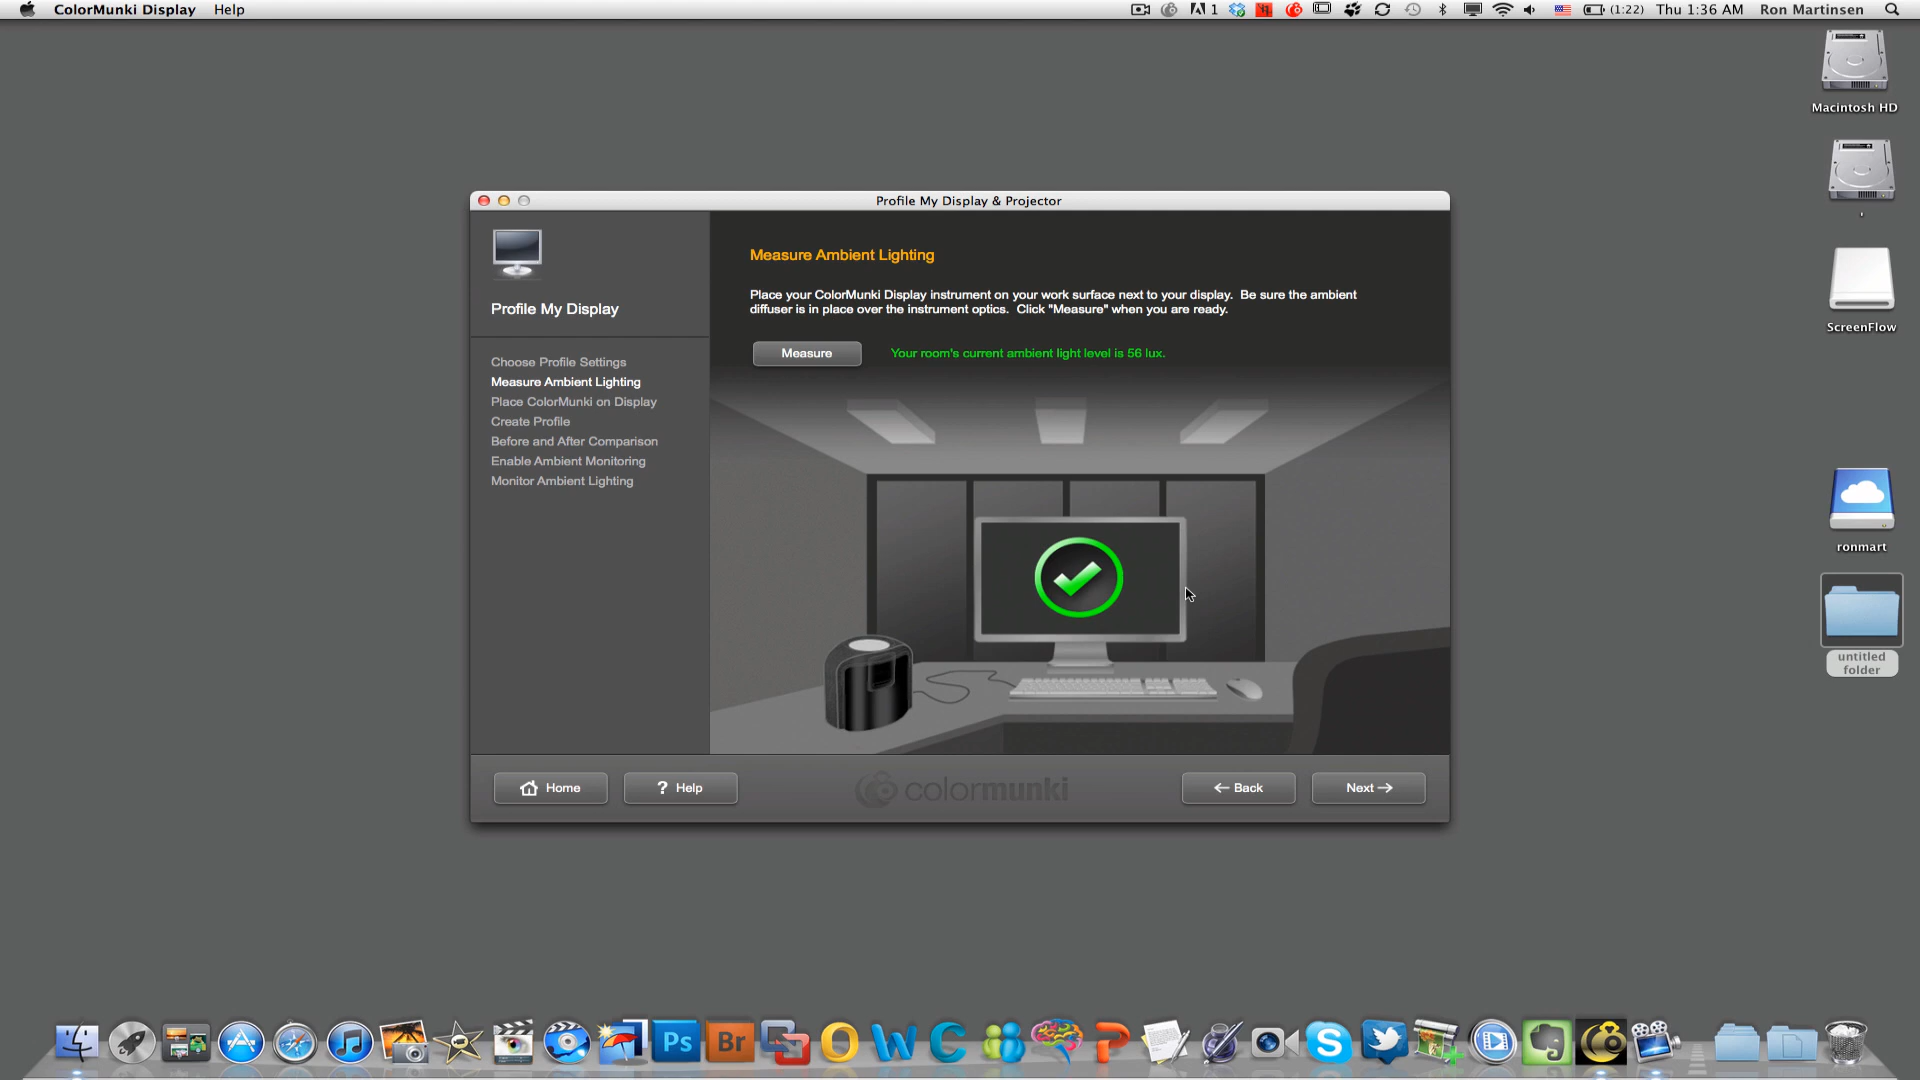 ColorMunki Display Help
1 (1:22) Thu 1:36 AM Ron Martinsen
Macintosh HD
ScreenFlow
ronmart
untitled
folder
Profile My Display & Projector
Profile My Display
Choose Profile Settings
Measure Ambient Lighting
Place ColorMunki on Display
Create Profile
Before and After Comparison
Enable Ambient Monitoring
Monitor Ambient Lighting
Measure Ambient Lighting
Place your ColorMunki Display instrument on your work surface next to your display.  Be sure the ambient
diffuser is in place over the instrument optics.  Click "Measure" when you are ready.
Measure
Your room's current ambient light level is 56 lux.
Home
? Help
colormunki
Back
Next
Ps
Br